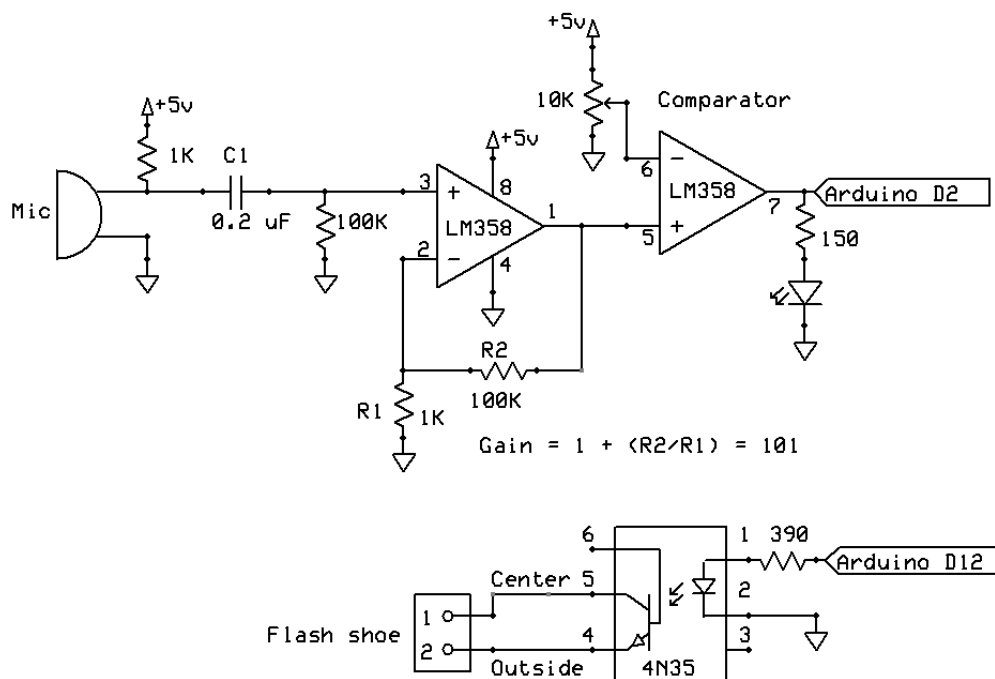 +5v
1K
C1
Mic
0.2 uF
100K
+5v
3
+
8
LM358
1
2
-
4
R2
100K
R1
1K
Gain = 1 + (R2/R1) = 101
+5v
10K
Comparator
6
-
LM358
7
5
+
Arduino D2
150
6
1
390
Arduino D12
Center
5
2
Flash shoe
1
2
4
3
Outside
4N35